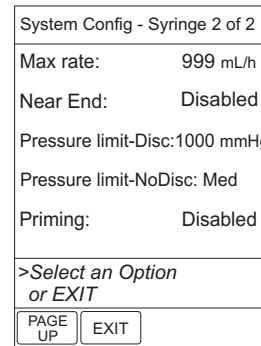 System Config - Syringe 2 of 2
Max rate: 999 mL/h
Near End: Disabled
Pressure limit-Disc:1000 mmHg
Pressure limit-NoDisc: Med
Priming: Disabled
>Select an Option
or EXIT
PAGE
UP
EXIT